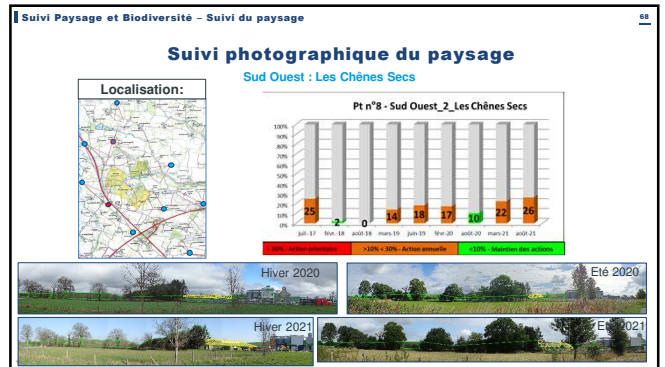 Suivi Paysage et Biodiversité – Suivi du paysage
68
Suivi photographique du paysage
Sud Ouest : Les Chênes Secs
Localisation:
Pt n°8 - Sud Ouest_2_Les Chênes Secs
100%
90%
80%
70%
60%
50%
40%
30%
20%
10%
0%
25
2
0
14
18
17
10
22
26
juil.-17
févr.-18
août-18
mars-19
juin-19
févr.-20
août-20
mars-21
août-21
>30% - Action prioritaire
>10% < 30% - Action annuelle
<10% - Maintien des actions
Hiver 2020
Eté 2020
Hiver 2021
Eté 2021